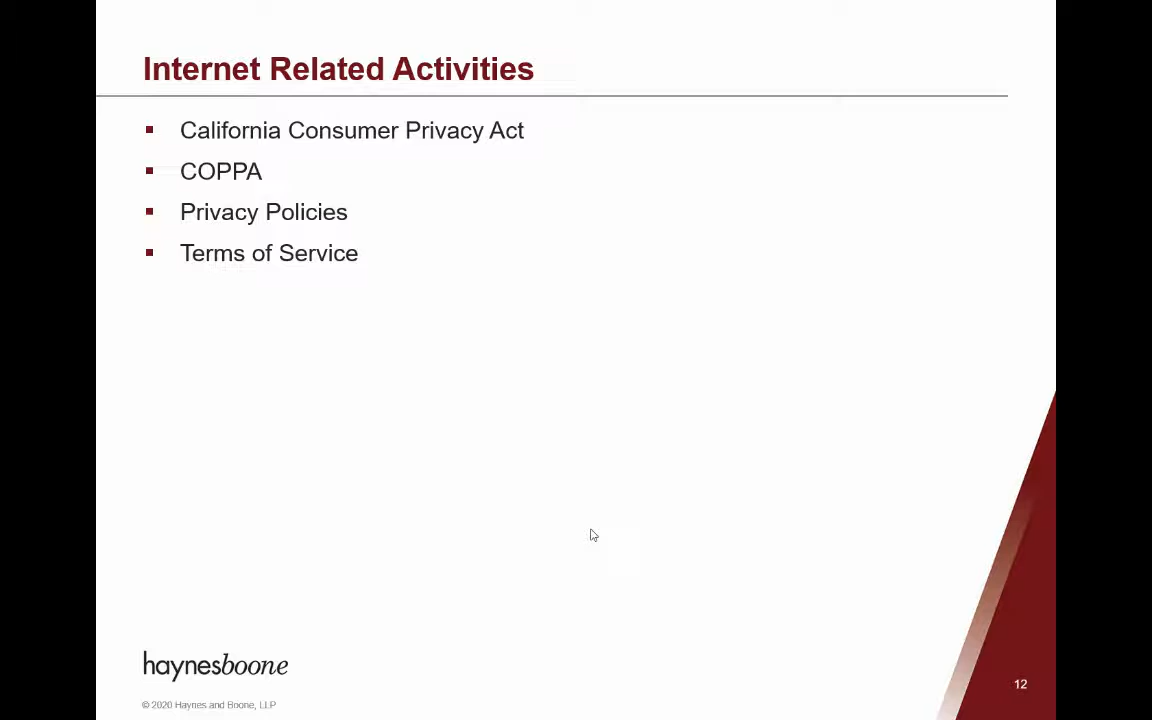 Internet Related Activities
California Consumer Privacy Act
COPPA
Privacy Policies
Terms of Service
haynesboone
© 2020 Haynes and Boone, LLP
12